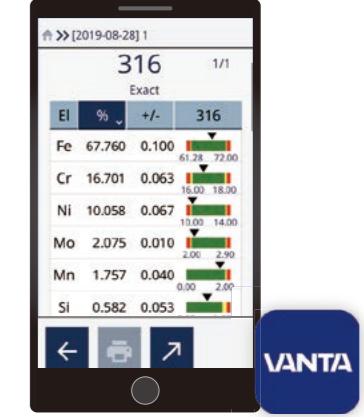 >> [2019-08-28] 1
316 1/1
Exact
El % +/- 316
Fe 67.760 0.100 61.28 72.00
Cr 16.701 0.063 16.00 18.00
Ni 10.058 0.067 10.00 14.00
Mo 2.075 0.010 2.00 2.90
Mn 1.757 0.040 0.00 2.00
Si 0.582 0.053
VANTA